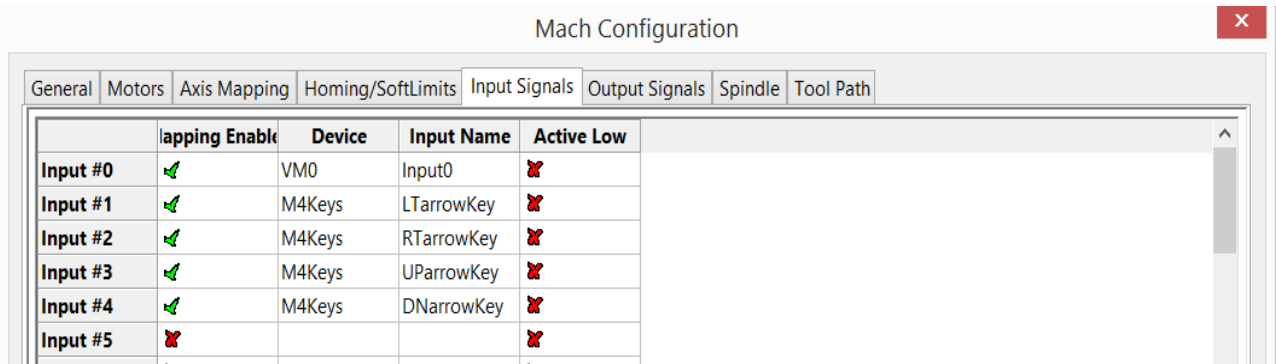 Mach Configuration x
General Motors Axis Mapping Homing/SoftLimits Input Signals Output Signals Spindle Tool Path
lapping Enable Device Input Name Active Low
Input #0 VM0 Input0
Input #1 M4Keys LTarrowKey
Input #2 M4Keys RTarrowKey
Input #3 M4Keys UParrowKey
Input #4 M4Keys DNarrowKey
Input #5